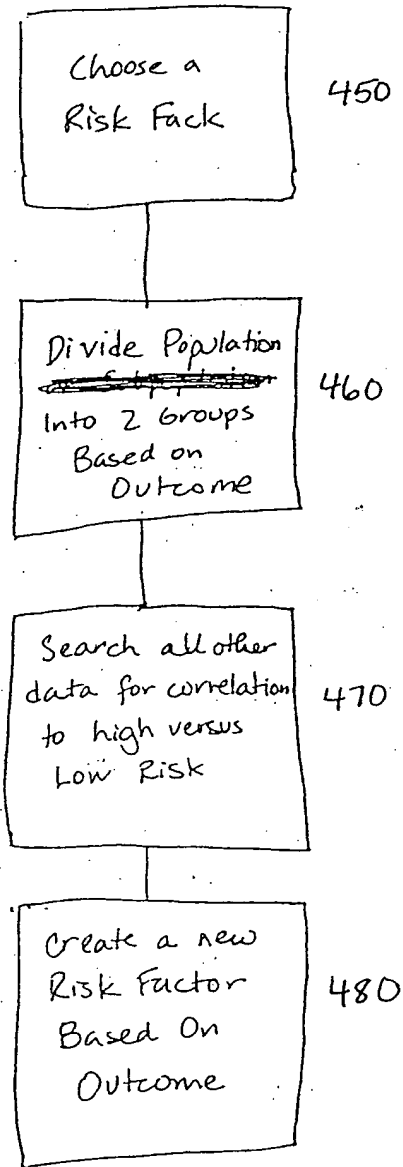 Choose a
Risk Fack
450
Divide Population
Into 2 Groups
Based on
Outcome
460
Search all other
data for correlation
to high versus
Low Risk
470
Create a new
Risk Factor
Based On
Outcome
480